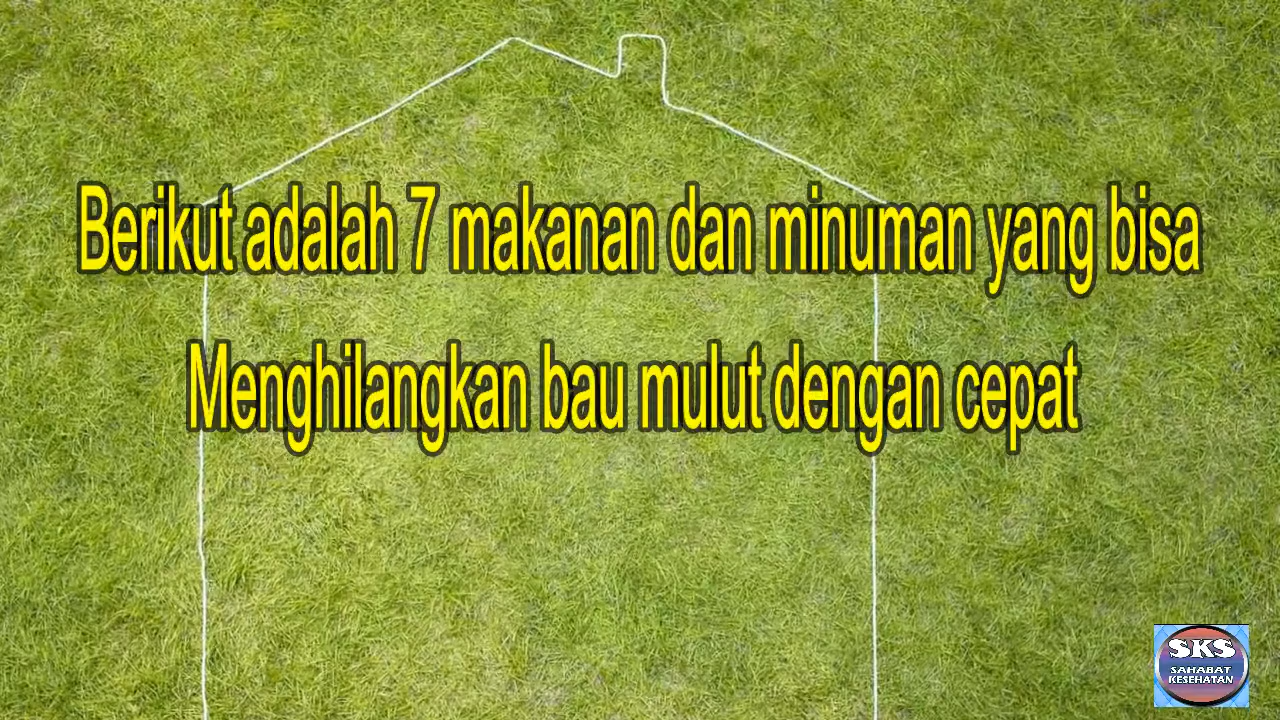 Berikut adalah 7 makanan dan minuman yang bisa
Menghilangkan bau mulut dengan cepat
SKS
SAHABAT
KESEHATAN